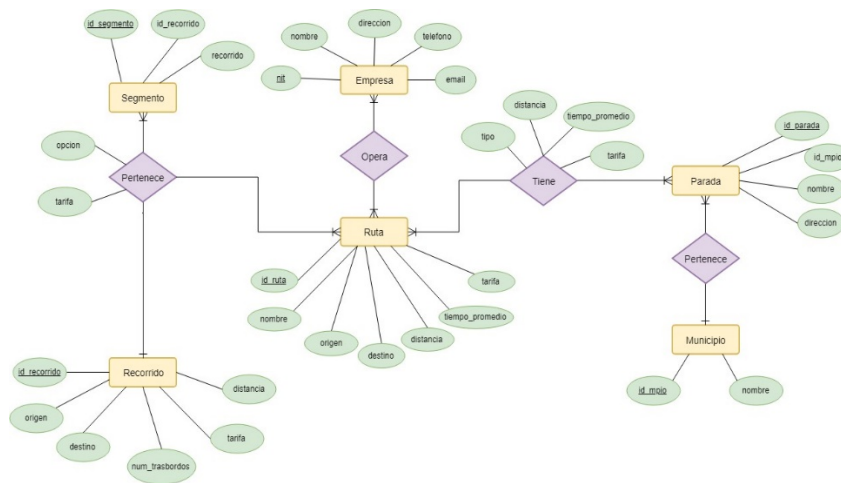 id_segmento
id_recorrido
recorrido
Segmento
opcion
Pertenece
tarifa
nombre
direccion
telefono
nit
Empresa
email
Opera
tipo
distancia
tiempo_promedio
tarifa
Tiene
id_parada
id_mpio
Parada
nombre
direccion
Pertenece
Municipio
id_mpio
nombre
Ruta
id_ruta
nombre
origen
destino
distancia
tiempo_promedio
tarifa
id_recorrido
Recorrido
origen
destino
num_trasbordos
tarifa
distancia